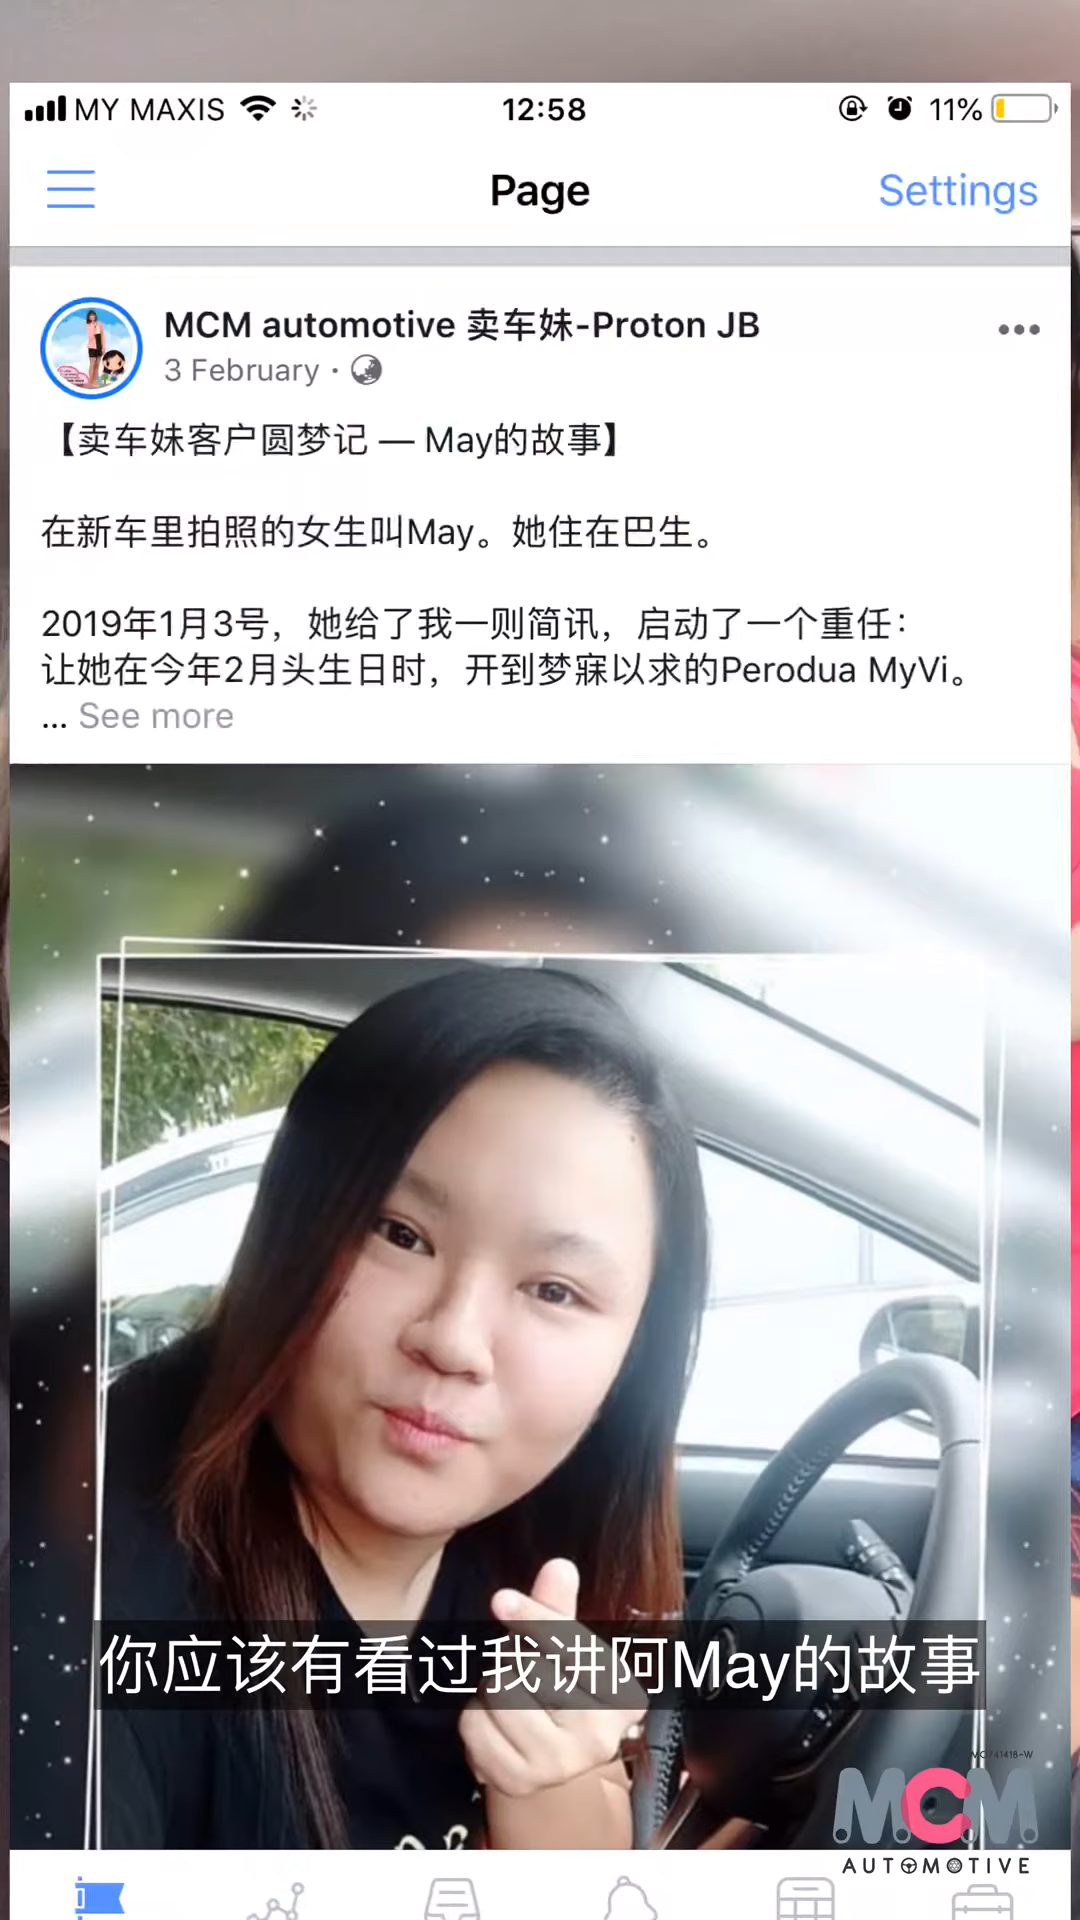 MY MAXIS 12:58 11%
Page Settings
MCM automotive 卖车妹-Proton JB
3 February ·
【卖车妹客户圆梦记 — May的故事】
在新车里拍照的女生叫May。她住在巴生。
2019年1月3号，她给了我一则简讯，启动了一个重任：
让她在今年2月头生日时，开到梦寐以求的Perodua MyVi。
... See more
你应该有看过我讲阿May的故事
MCM
AUTOMOTIVE